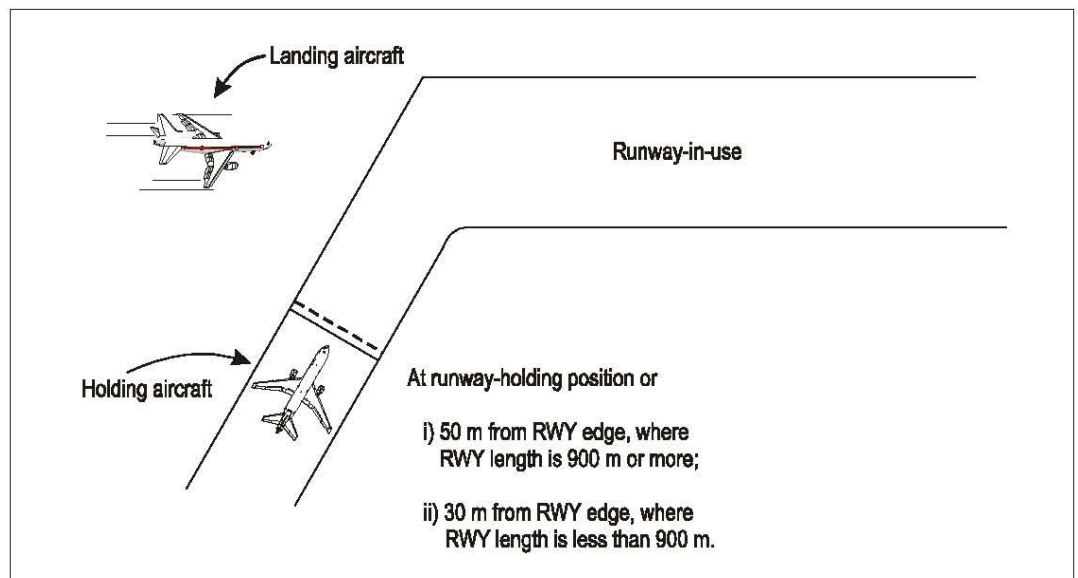 Landing aircraft
Runway-in-use
Holding aircraft
At runway-holding position or
i) 50 m from RWY edge, where
RWY length is 900 m or more;
ii) 30 m from RWY edge, where
RWY length is less than 900 m.